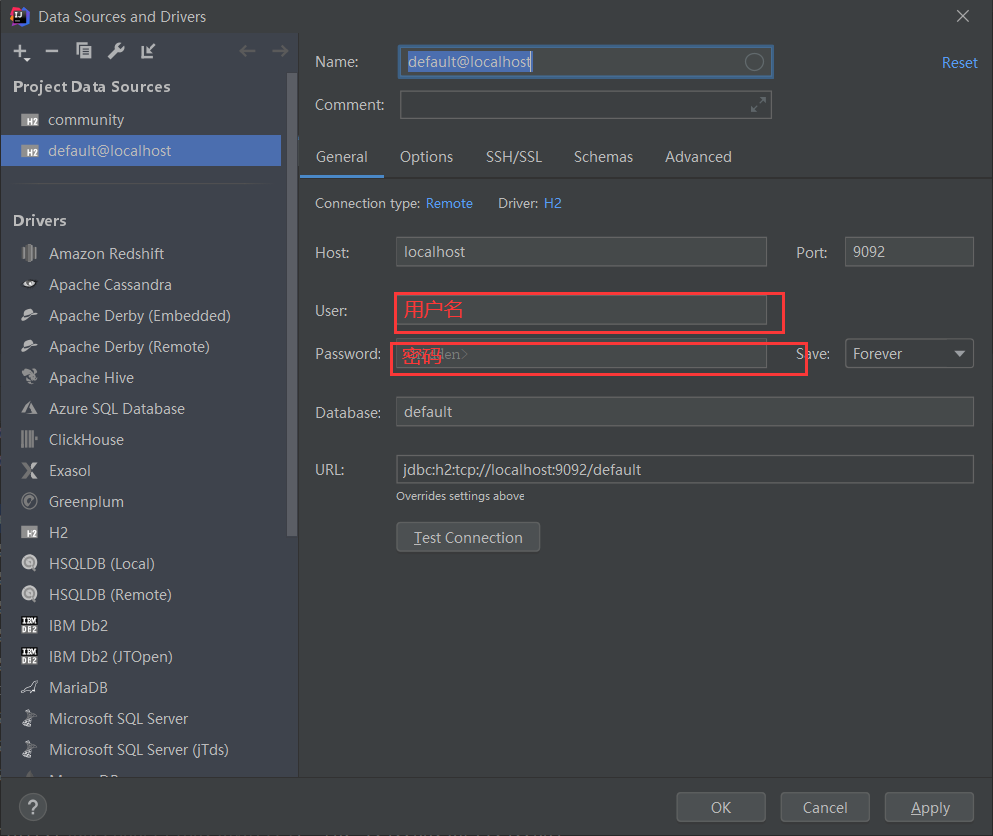 Data Sources and Drivers
Project Data Sources
community
default@localhost
Drivers
Amazon Redshift
Apache Cassandra
Apache Derby (Embedded)
Apache Derby (Remote)
Apache Hive
Azure SQL Database
ClickHouse
Exasol
Greenplum
H2
HSQLDB (Local)
HSQLDB (Remote)
IBM Db2
IBM Db2 (JTOpen)
MariaDB
Microsoft SQL Server
Microsoft SQL Server (jTds)
Name: default@localhost Reset
Comment:
General Options SSH/SSL Schemas Advanced
Connection type: Remote Driver: H2
Host: localhost Port: 9092
User: 用户名
Password: 密码 Save: Forever
Database: default
URL: jdbc:h2:tcp://localhost:9092/default
Overrides settings above
Test Connection
? OK Cancel Apply